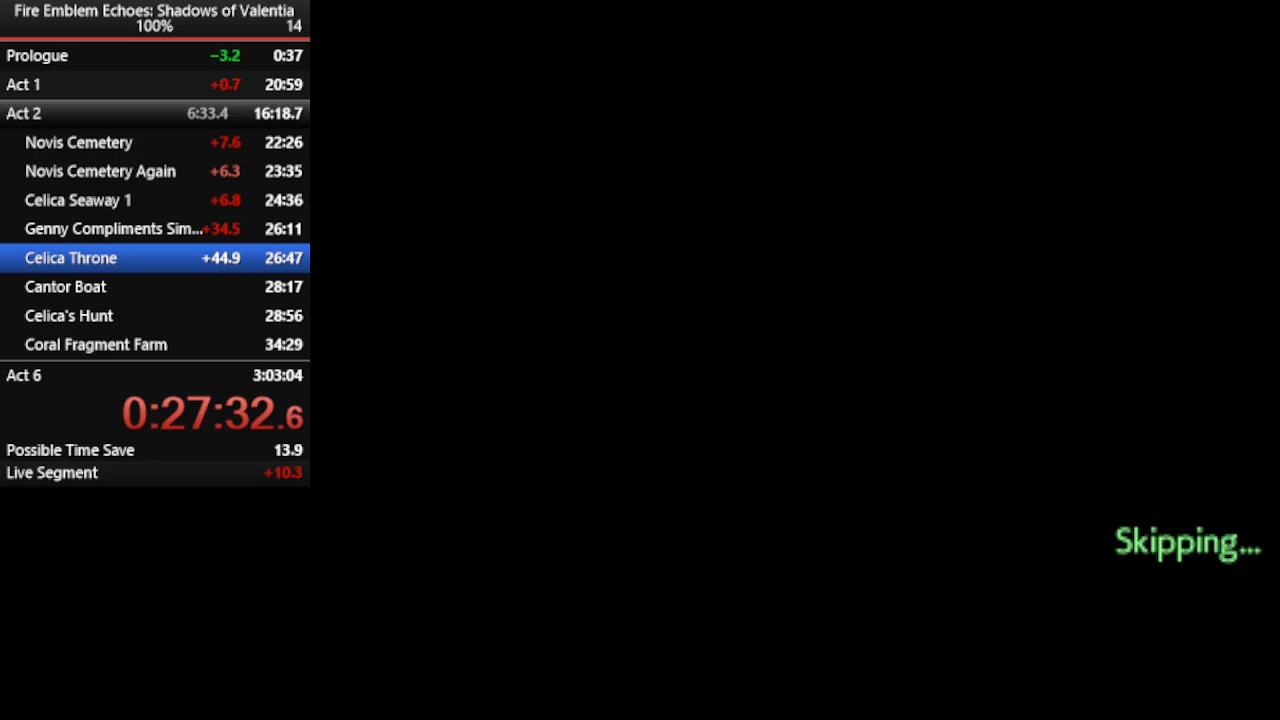 Fire Emblem Echoes: Shadows of Valentia
100% 14
Prologue −3.2 0:37
Act 1 +0.7 20:59
Act 2 6:33.4 16:18.7
Novis Cemetery +7.6 22:26
Novis Cemetery Again +6.3 23:35
Celica Seaway 1 +6.8 24:36
Genny Compliments Sim... +34.5 26:11
Celica Throne +44.9 26:47
Cantor Boat 28:17
Celica's Hunt 28:56
Coral Fragment Farm 34:29
Act 6 3:03:04
0:27:32.6
Possible Time Save 13.9
Live Segment +10.3
Skipping...